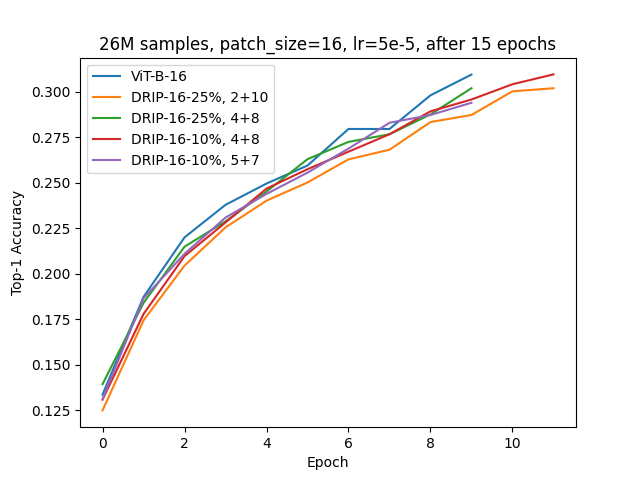 26M samples, patch_size=16, lr=5e-5, after 15 epochs
ViT-B-16
DRIP-16-25%, 2+10
DRIP-16-25%, 4+8
DRIP-16-10%, 4+8
DRIP-16-10%, 5+7
Top-1 Accuracy
0.300
0.275
0.250
0.225
0.200
0.175
0.150
0.125
0 2 4 6 8 10
Epoch